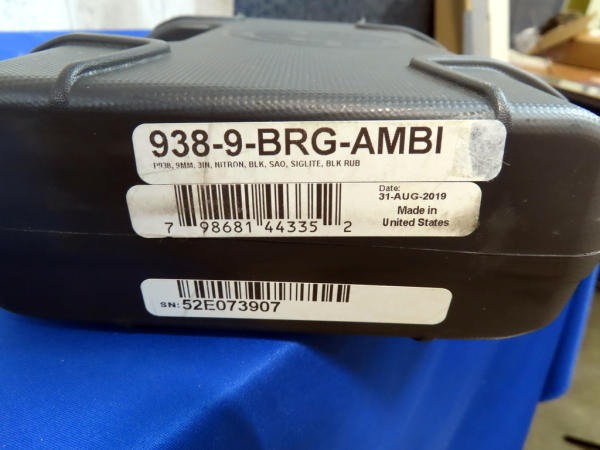 938-9-BRG-AMBI
P938, 9MM, 3IN, NITRON, BLK, SAO, SIGLITE, BLK RUB
Date:
31-AUG-2019
Made in
United States
7 98681 44335 2
SN: 52E073907